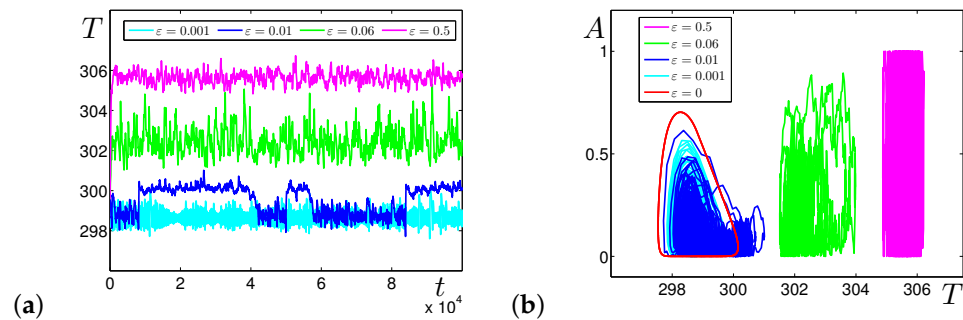 T
ε = 0.001 ε = 0.01 ε = 0.06 ε = 0.5
306
304
302
300
298
0 2 4 6 8 t
x 10^4
(a)
A
1
0.5
0
ε = 0.5
ε = 0.06
ε = 0.01
ε = 0.001
ε = 0
298 300 302 304 306 T
(b)